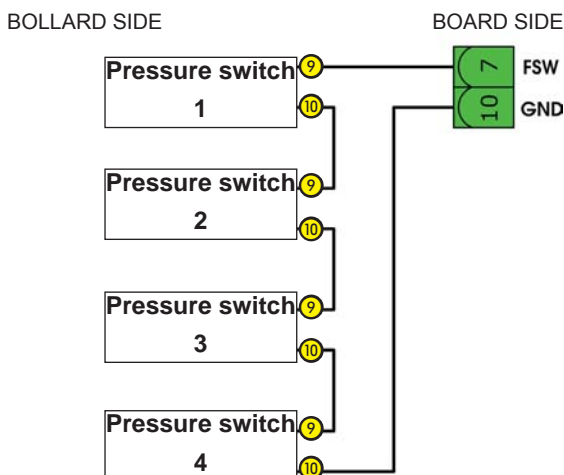 BOLLARD SIDE
BOARD SIDE
Pressure switch 9
1
10
7 FSW
10 GND
Pressure switch 9
2
10
Pressure switch 9
3
10
Pressure switch 9
4
10